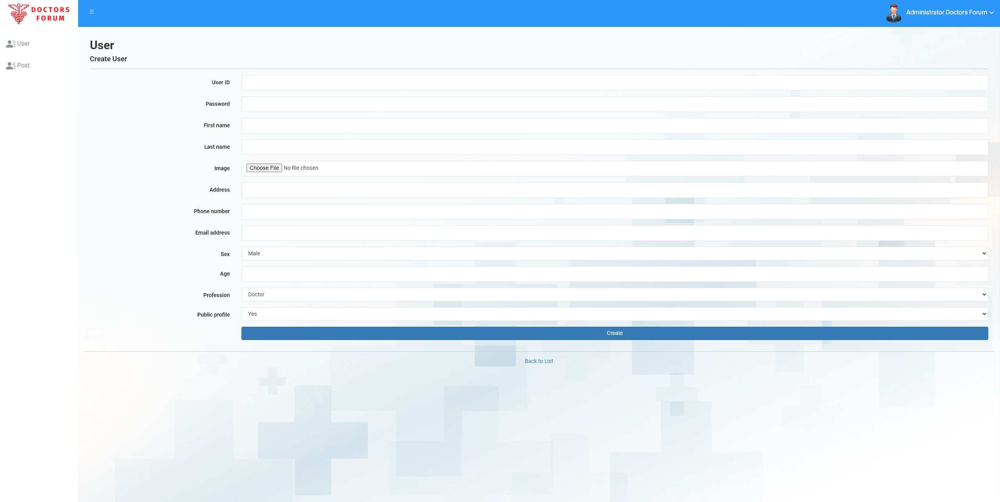 DOCTORS
FORUM
Administrator Doctors Forum
User
Post
User
Create User
User ID
Password
First name
Last name
Image Choose File No file chosen
Address
Phone number
Email address
Sex Male
Age
Profession Doctor
Public profile Yes
Create
Back to List